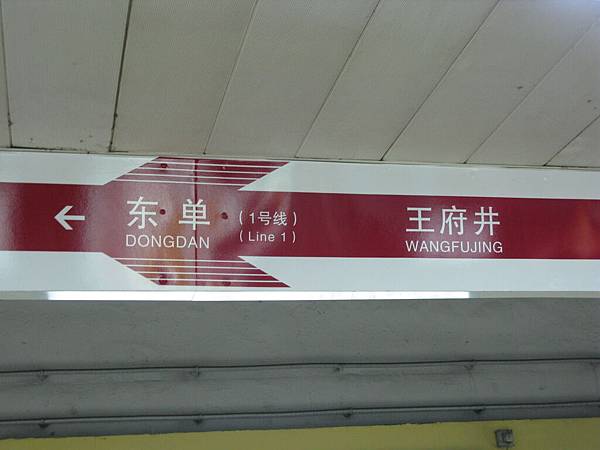 ← 东单 (1号线) 王府井
DONGDAN (Line 1) WANGFUJING